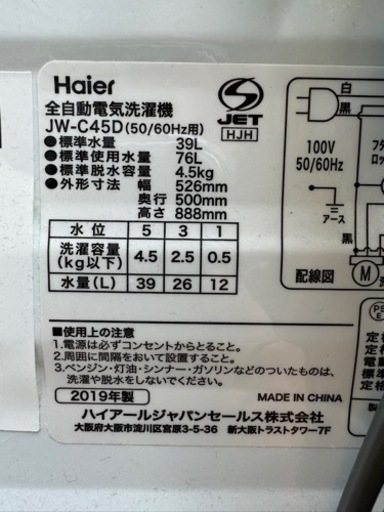 Haier
全自動電気洗濯機
JW-C45D(50/60Hz用)
●標準水量 39L
●標準使用水量 76L
●標準脱水容量 4.5kg
●外形寸法 幅 526mm
奥行 500mm
高さ 888mm
S
JET
HJH
水位 5 3 1
洗濯容量(kg以下) 4.5 2.5 0.5
水量(L) 39 26 12
白
黒
100V
50/60Hz
アース
黒
M
配線図
■使用上の注意
1.電源は必ずコンセントからとること。
2.周囲に間隔をおいて設置すること。
3.ベンジン・灯油・シンナー・ガソリンなどのついたものは、
洗濯や脱水をしないでください。
2019年製
MADE IN CHINA
ハイアールジャパンセールス株式会社
大阪府大阪市淀川区宮原3-5-36 新大阪トラストタワー7F